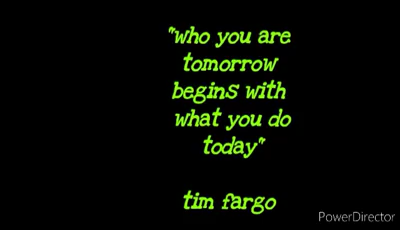 "who you are
tomorrow
begins with
what you do
today"
tim fargo
PowerDirector